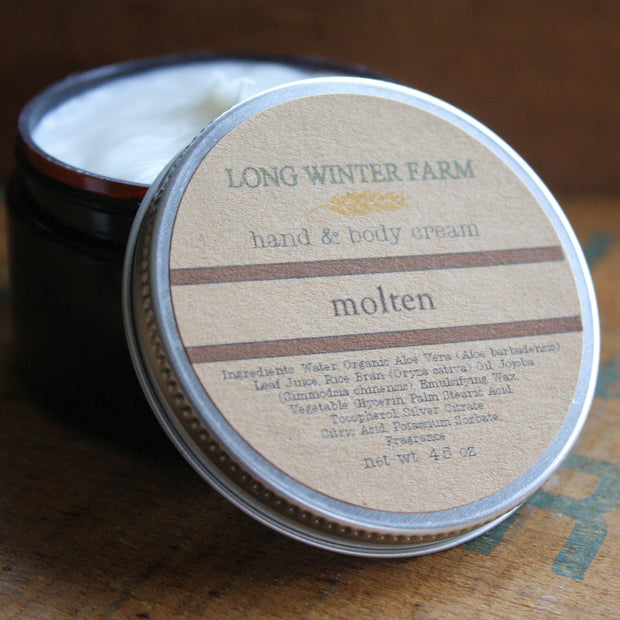 LONG WINTER FARM
hand & body cream
molten
Ingredients: Water, Organic Aloe Vera (Aloe barbadensis)
Leaf Juice, Rice Bran (Oryza sativa) Oil, Jojoba
(Simmodsia chinensis), Emulsifying Wax,
Vegetable Glycerin, Palm Stearic Acid,
Tocopherol, Silver Citrate,
Citric Acid, Potassium Sorbate,
Fragrance
net wt. 4.8 oz
R